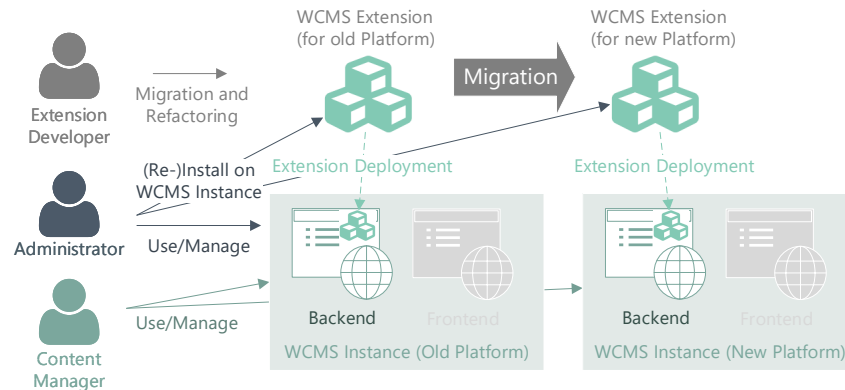 WCMS Extension
(for old Platform)
WCMS Extension
(for new Platform)
Migration
Migration and
Refactoring
Extension
Developer
(Re-)Install on
WCMS Instance
Extension Deployment
Extension Deployment
Administrator
Use/Manage
Use/Manage
Content
Manager
Backend
Frontend
WCMS Instance (Old Platform)
Backend
Frontend
WCMS Instance (New Platform)